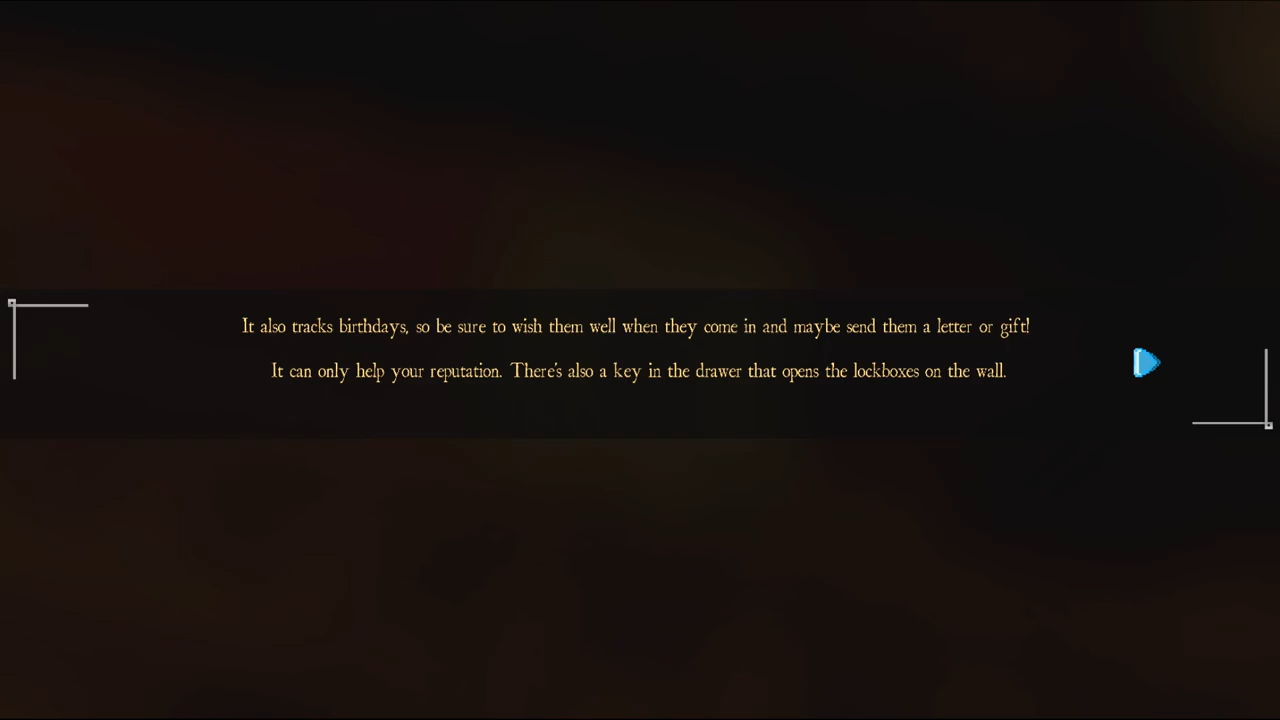 It also tracks birthdays, so be sure to wish them well when they come in and maybe send them a letter or gift!
It can only help your reputation. There's also a key in the drawer that opens the lockboxes on the wall.